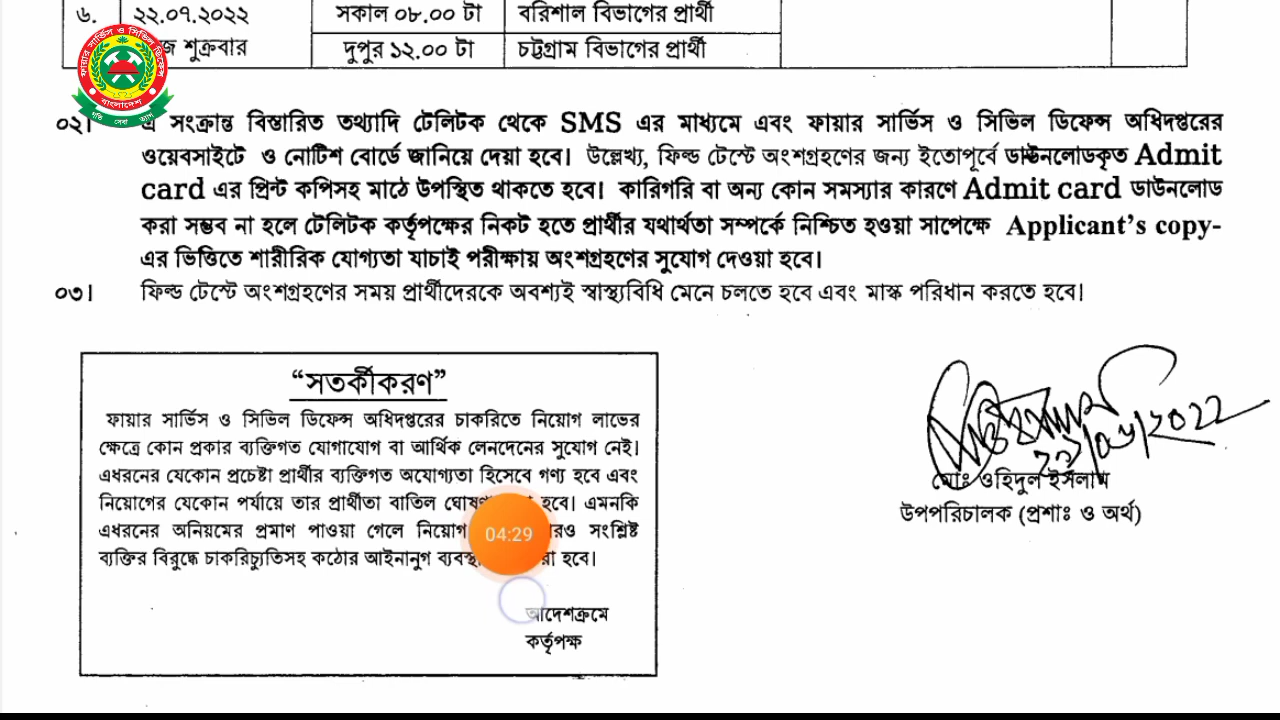 ৬. ২২.০৭.২০২২ সকাল ০৮.০০ টা বরিশাল বিভাগের প্রার্থী
শুক্রবার দুপুর ১২.০০ টা চট্টগ্রাম বিভাগের প্রার্থী
ফায়ার সার্ভিস ও সিভিল ডিফেন্স
বাংলাদেশ
গতি সেবা ত্যাগ
০২। এ সংক্রান্ত বিস্তারিত তথ্যাদি টেলিটক থেকে SMS এর মাধ্যমে এবং ফায়ার সার্ভিস ও সিভিল ডিফেন্স অধিদপ্তরের
ওয়েবসাইটে ও নোটিশ বোর্ডে জানিয়ে দেয়া হবে। উল্লেখ্য, ফিল্ড টেস্টে অংশগ্রহণের জন্য ইতোপূর্বে ডাউনলোডকৃত Admit
card এর প্রিন্ট কপিসহ মাঠে উপস্থিত থাকতে হবে। কারিগরি বা অন্য কোন সমস্যার কারণে Admit card ডাউনলোড
করা সম্ভব না হলে টেলিটক কর্তৃপক্ষের নিকট হতে প্রার্থীর যথার্থতা সম্পর্কে নিশ্চিত হওয়া সাপেক্ষে Applicant's copy-
এর ভিত্তিতে শারীরিক যোগ্যতা যাচাই পরীক্ষায় অংশগ্রহণের সুযোগ দেওয়া হবে।
০৩। ফিল্ড টেস্টে অংশগ্রহণের সময় প্রার্থীদেরকে অবশ্যই স্বাস্থ্যবিধি মেনে চলতে হবে এবং মাস্ক পরিধান করতে হবে।
“সতর্কীকরণ”
ফায়ার সার্ভিস ও সিভিল ডিফেন্স অধিদপ্তরের চাকরিতে নিয়োগ লাভের
ক্ষেত্রে কোন প্রকার ব্যক্তিগত যোগাযোগ বা আর্থিক লেনদেনের সুযোগ নেই।
এধরনের যেকোন প্রচেষ্টা প্রার্থীর ব্যক্তিগত অযোগ্যতা হিসেবে গণ্য হবে এবং
নিয়োগের যেকোন পর্যায়ে তার প্রার্থীতা বাতিল হবে। এমনকি
এধরনের অনিয়মের প্রমাণ পাওয়া গেলে নিয়োগ সংশ্লিষ্ট
ব্যক্তির বিরুদ্ধে চাকরিচ্যুতিসহ কঠোর আইনানুগ হবে।
04:29
আদেশক্রমে
কর্তৃপক্ষ
মোঃ ওহিদুল ইসলাম
উপপরিচালক (প্রশাঃ ও অর্থ)